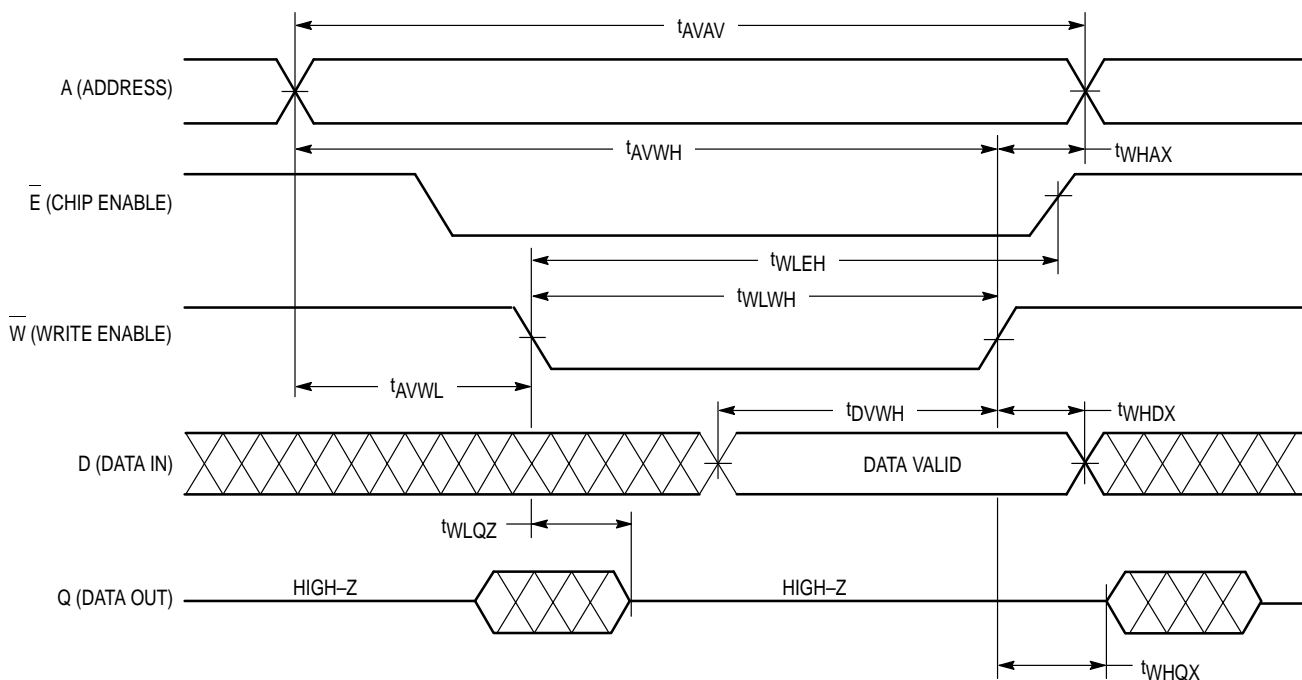 tAVAV
A (ADDRESS)
tAVWH
tWHAX
E (CHIP ENABLE)
tWLEH
tWLWH
W (WRITE ENABLE)
tAVWL
tDVWH
tWHDX
D (DATA IN)
DATA VALID
tWLQZ
HIGH–Z
HIGH–Z
Q (DATA OUT)
tWHQX